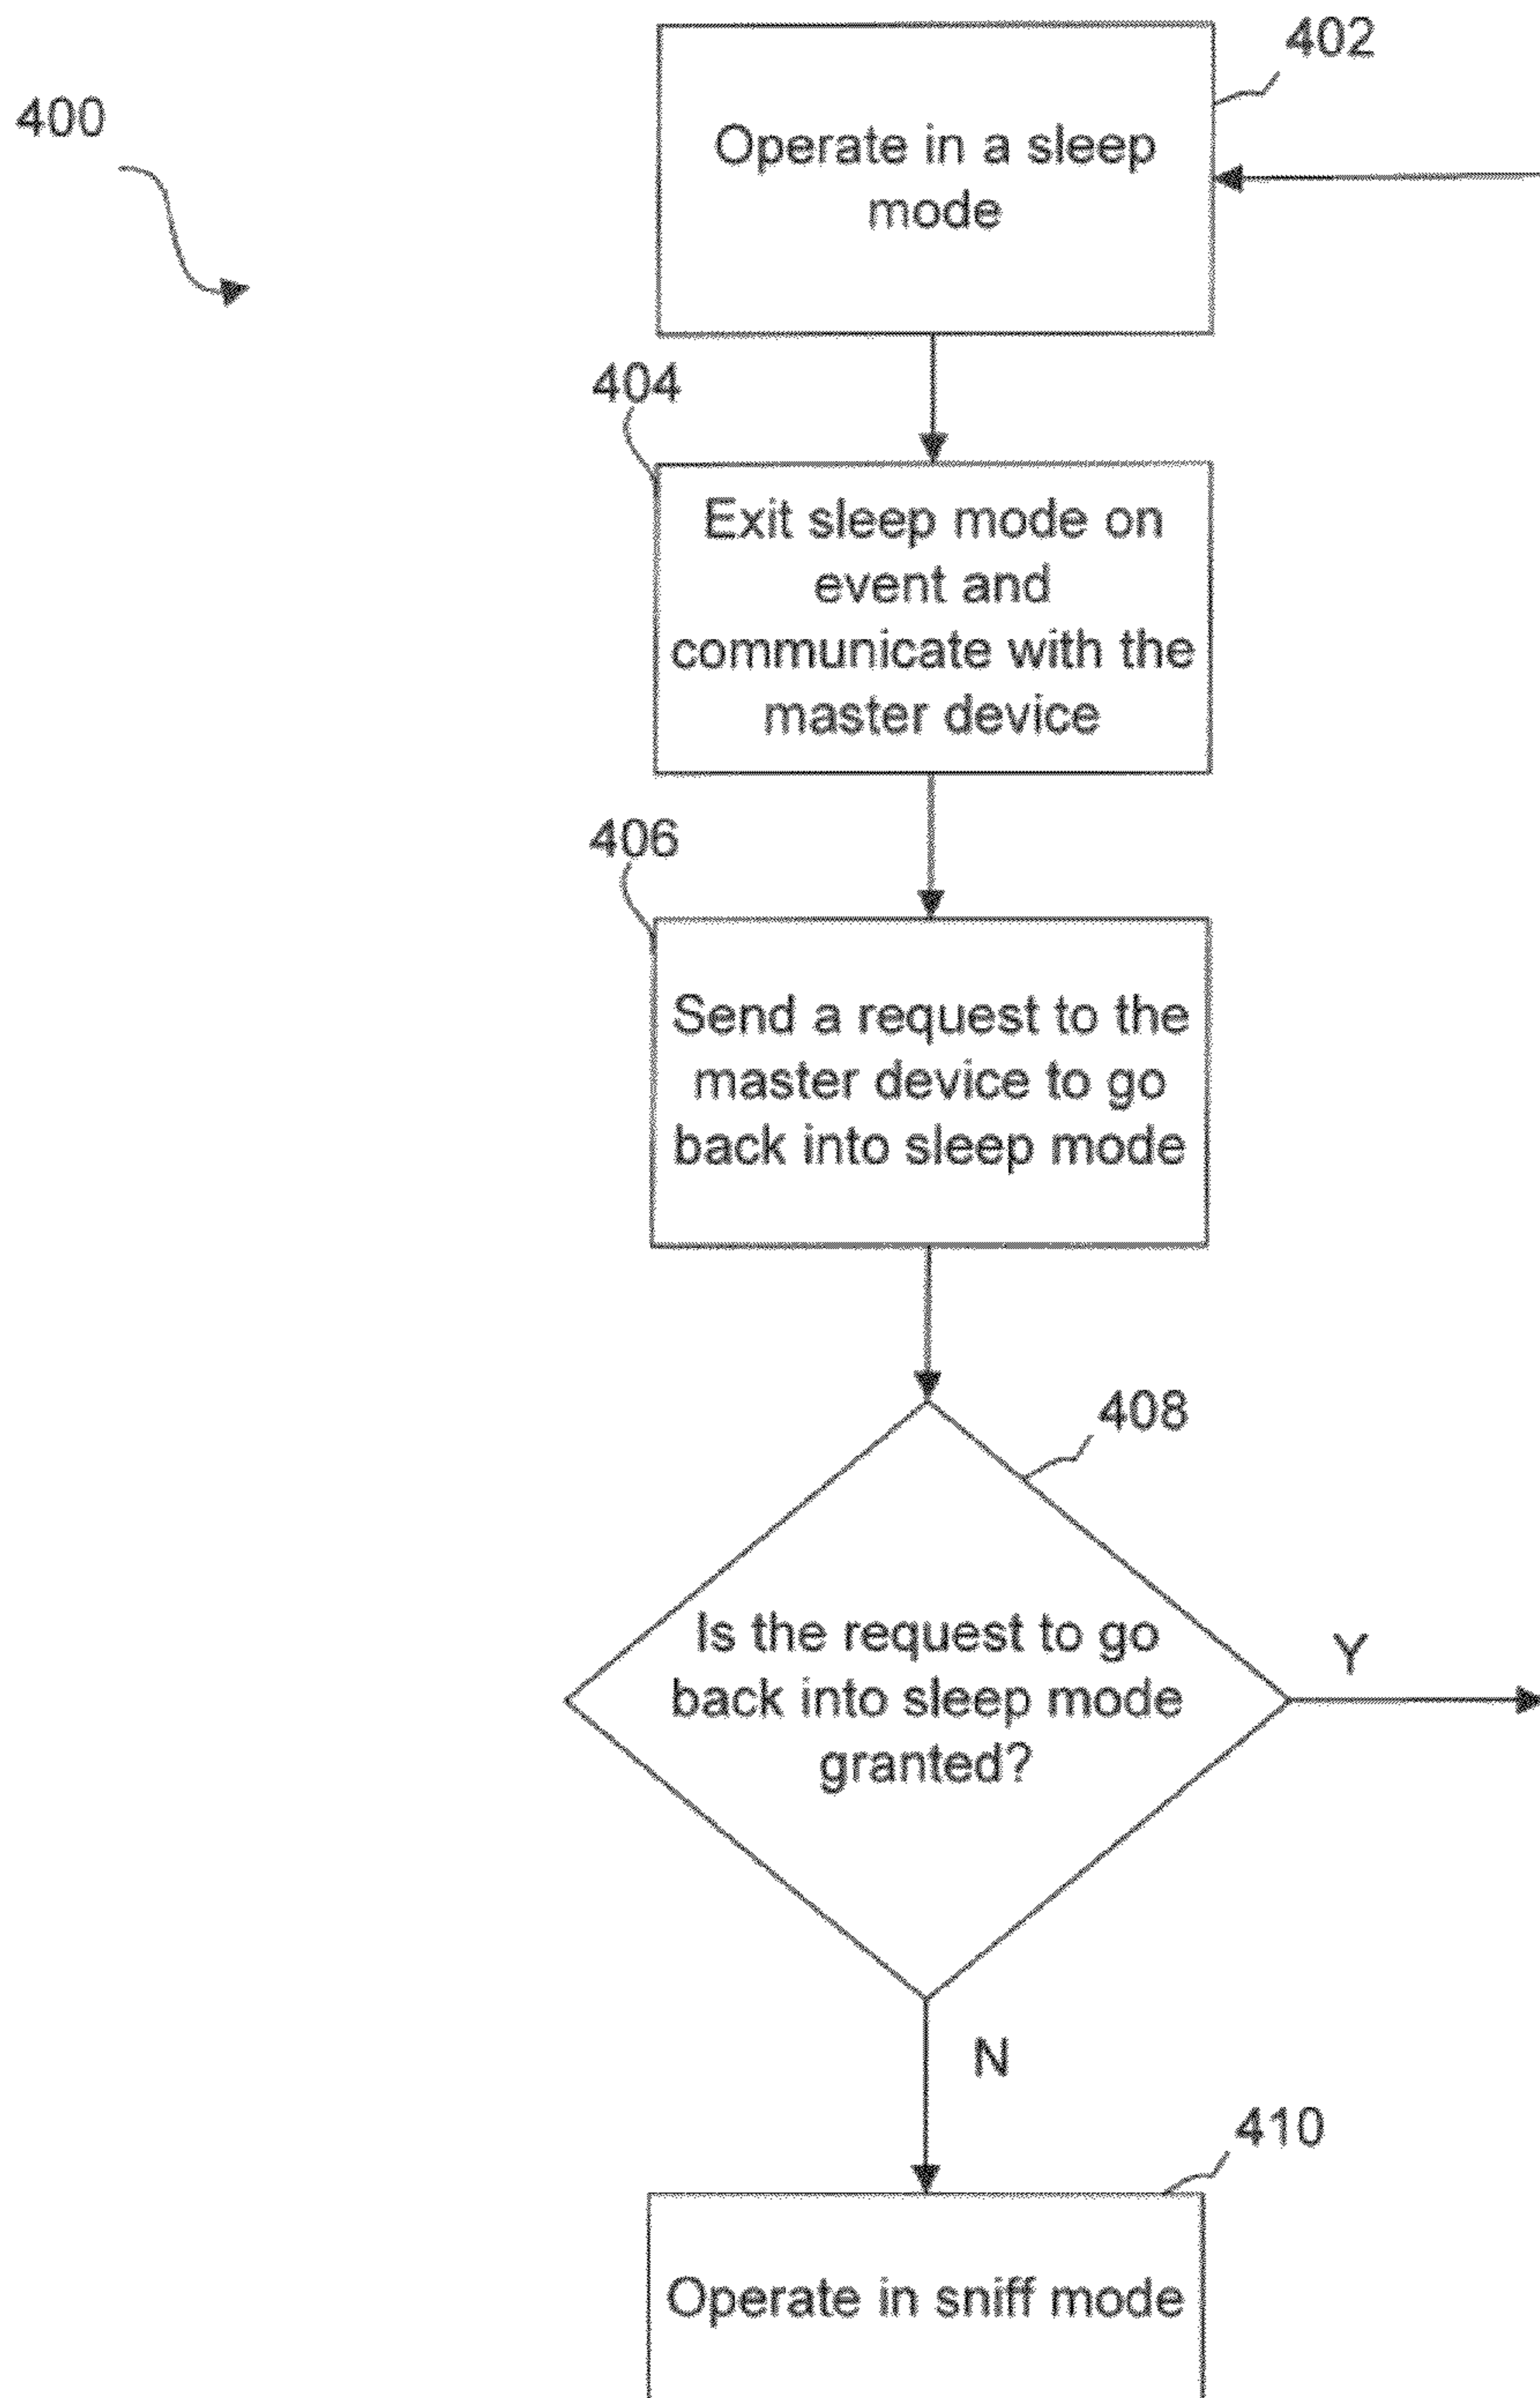 400
402
Operate in a sleep
mode
404
Exit sleep mode on
event and
communicate with the
master device
406
Send a request to the
master device to go
back into sleep mode
408
Is the request to go
back into sleep mode
granted?
Y
N
410
Operate in sniff mode